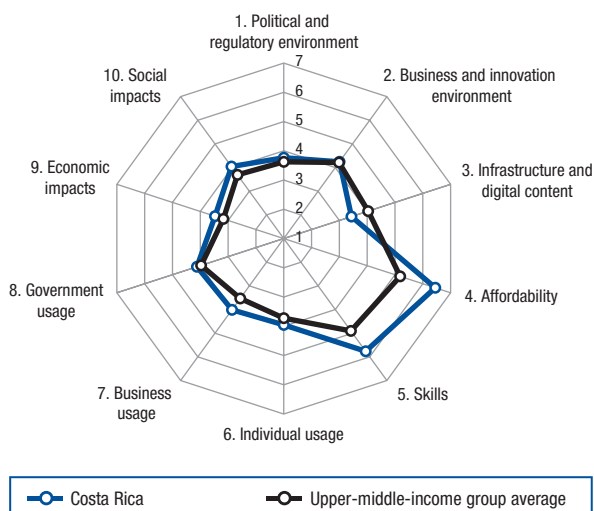 1. Political and
regulatory environment
2. Business and innovation
environment
3. Infrastructure and
digital content
4. Affordability
5. Skills
6. Individual usage
7. Business
usage
8. Government
usage
9. Economic
impacts
10. Social
impacts
7
6
5
4
3
2
1
Costa Rica
Upper-middle-income group average